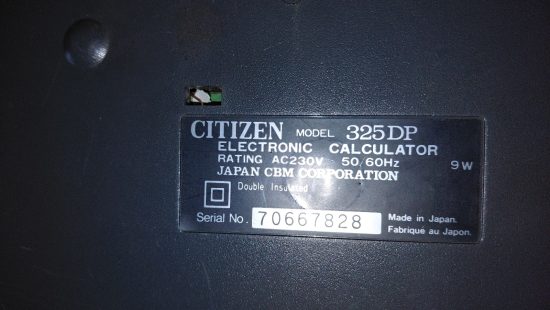 CITIZEN MODEL 325DP
ELECTRONIC CALCULATOR
RATING AC230V 50/60Hz 9W
JAPAN CBM CORPORATION
Double Insulated
Serial No. 70667828
Made in Japan.
Fabriqué au Japon.